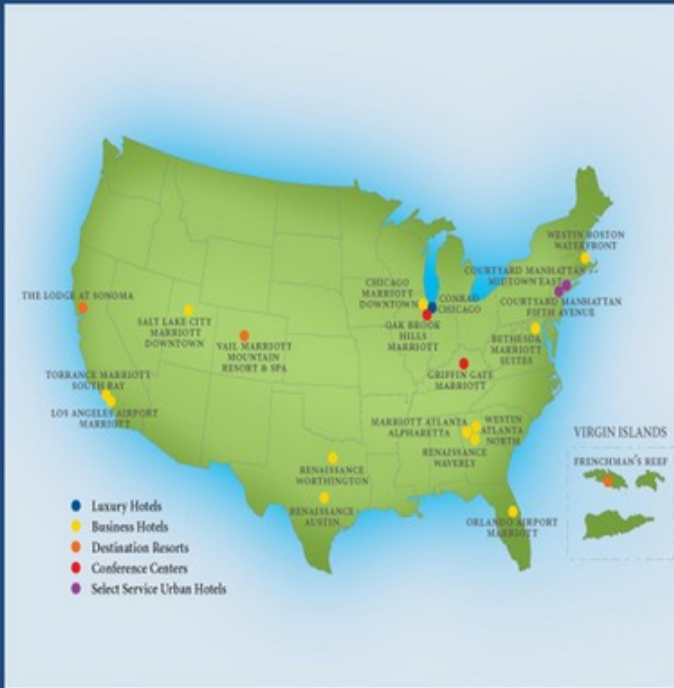 WESTIN BOSTON
WATERFRONT
COURTYARD MANHATTAN
MIDTOWN EAST
COURTYARD MANHATTAN
FIFTH AVENUE
THE LODGE AT SONOMA
CHICAGO
MARRIOTT
DOWNTOWN
CONRAD
CHICAGO
OAK BROOK
HILLS
MARRIOTT
SALT LAKE CITY
MARRIOTT
DOWNTOWN
VAIL MARRIOTT
MOUNTAIN
RESORT & SPA
BETHESDA
MARRIOTT
SUITES
GRIFFIN GATE
MARRIOTT
TORRANCE MARRIOTT
SOUTH BAY
LOS ANGELES AIRPORT
MARRIOTT
MARRIOTT ATLANTA
ALPHARETTA
WESTIN
ATLANTA
NORTH
RENAISSANCE
WAVERLY
VIRGIN ISLANDS
FRENCHMAN'S REEF
RENAISSANCE
WORTHINGTON
RENAISSANCE
AUSTIN
ORLANDO AIRPORT
MARRIOTT
Luxury Hotels
Business Hotels
Destination Resorts
Conference Centers
Select Service Urban Hotels